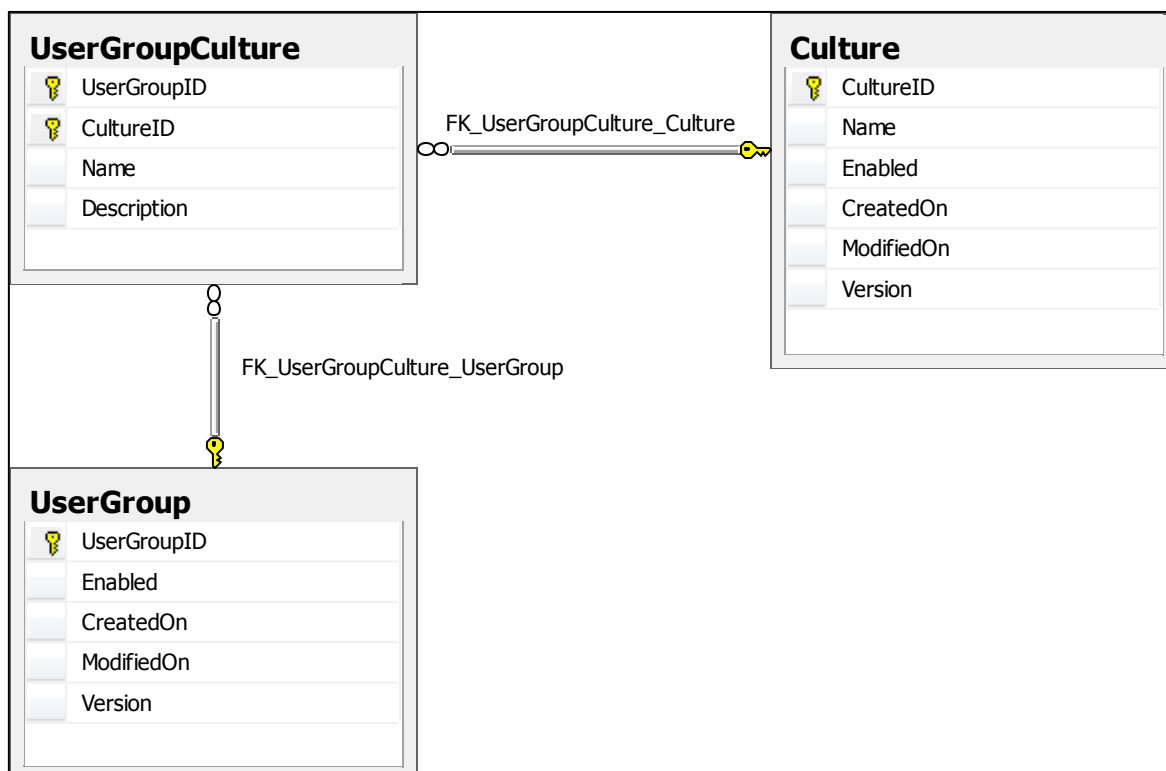 UserGroupCulture
UserGroupID
CultureID
Name
Description
FK_UserGroupCulture_Culture
Culture
CultureID
Name
Enabled
CreatedOn
ModifiedOn
Version
FK_UserGroupCulture_UserGroup
UserGroup
UserGroupID
Enabled
CreatedOn
ModifiedOn
Version